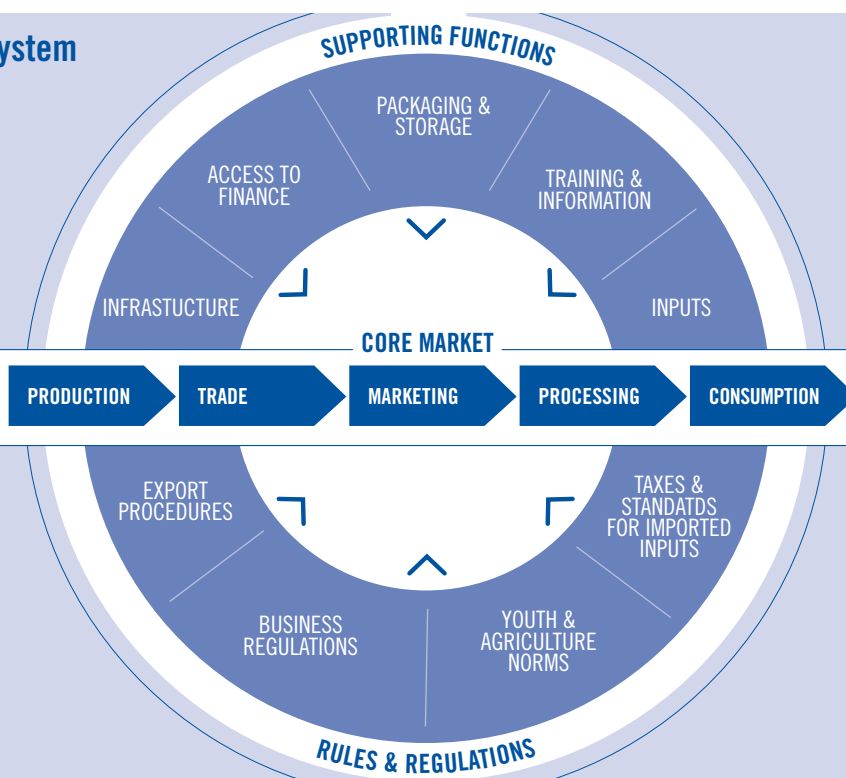 ystem
SUPPORTING FUNCTIONS
PACKAGING &
STORAGE
ACCESS TO
FINANCE
TRAINING &
INFORMATION
INFRASTUCTURE
INPUTS
CORE MARKET
PRODUCTION
TRADE
MARKETING
PROCESSING
CONSUMPTION
EXPORT
PROCEDURES
TAXES &
STANDATDS
FOR IMPORTED
INPUTS
BUSINESS
REGULATIONS
YOUTH &
AGRICULTURE
NORMS
RULES & REGULATIONS